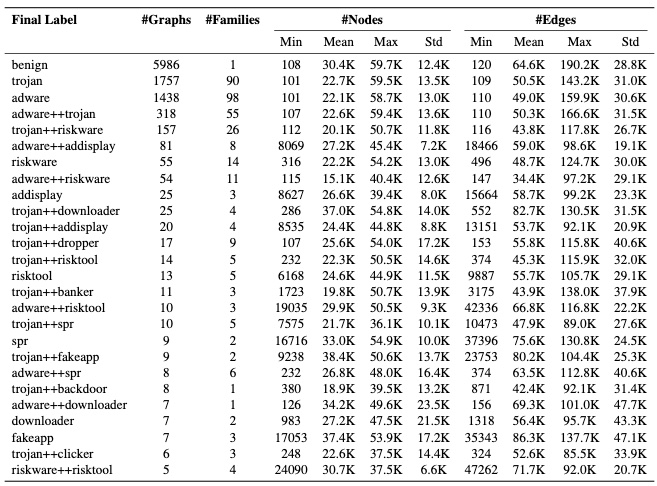 Final Label #Graphs #Families #Nodes #Edges
Min Mean Max Std Min Mean Max Std
benign 5986 1 108 30.4K 59.7K 12.4K 120 64.6K 190.2K 28.8K
trojan 1757 90 101 22.7K 59.5K 13.5K 109 50.5K 143.2K 31.0K
adware 1438 98 101 22.1K 58.7K 13.0K 110 49.0K 159.9K 30.6K
adware++trojan 318 55 107 22.6K 59.4K 13.6K 110 50.3K 166.6K 31.5K
trojan++riskware 157 26 112 20.1K 50.7K 11.8K 116 43.8K 117.8K 26.7K
adware++addisplay 81 8 8069 27.2K 45.4K 7.2K 18466 59.0K 98.6K 19.1K
riskware 55 14 316 22.2K 54.2K 13.0K 496 48.7K 124.7K 30.0K
adware++riskware 54 11 115 15.1K 40.4K 12.6K 147 34.4K 97.2K 29.1K
addisplay 25 3 8627 26.6K 39.4K 8.0K 15664 58.7K 99.2K 23.3K
trojan++downloader 25 4 286 37.0K 54.8K 14.0K 552 82.7K 130.5K 31.5K
trojan++addisplay 20 4 8535 24.4K 44.8K 8.8K 13151 53.7K 92.1K 20.9K
trojan++dropper 17 9 107 25.6K 54.0K 17.2K 153 55.8K 115.8K 40.6K
trojan++risktool 14 5 232 22.3K 50.5K 14.6K 374 45.3K 115.9K 32.0K
risktool 13 5 6168 24.6K 44.9K 11.5K 9887 55.7K 105.7K 29.1K
trojan++banker 11 3 1723 19.8K 50.7K 13.9K 3175 43.9K 138.0K 37.9K
adware++risktool 10 3 19035 29.9K 50.5K 9.3K 42336 66.8K 116.8K 22.2K
trojan++spr 10 5 7575 21.7K 36.1K 10.1K 10473 47.9K 89.0K 27.6K
spr 9 2 16716 33.0K 54.9K 10.0K 37396 75.6K 130.8K 24.5K
trojan++fakeapp 9 2 9238 38.4K 50.6K 13.7K 23753 80.2K 104.4K 25.3K
adware++spr 8 6 232 26.8K 48.0K 16.4K 374 63.5K 112.8K 40.6K
trojan++backdoor 8 1 380 18.9K 39.5K 13.2K 871 42.4K 92.1K 31.4K
adware++downloader 7 1 126 34.2K 49.6K 23.5K 156 69.3K 101.0K 47.7K
downloader 7 2 983 27.2K 47.5K 21.5K 1318 56.4K 95.7K 43.3K
fakeapp 7 3 17053 37.4K 53.9K 17.2K 35343 86.3K 137.7K 47.1K
trojan++clicker 6 3 248 22.6K 37.5K 14.4K 324 52.6K 85.5K 33.9K
riskware++risktool 5 4 24090 30.7K 37.5K 6.6K 47262 71.7K 92.0K 20.7K